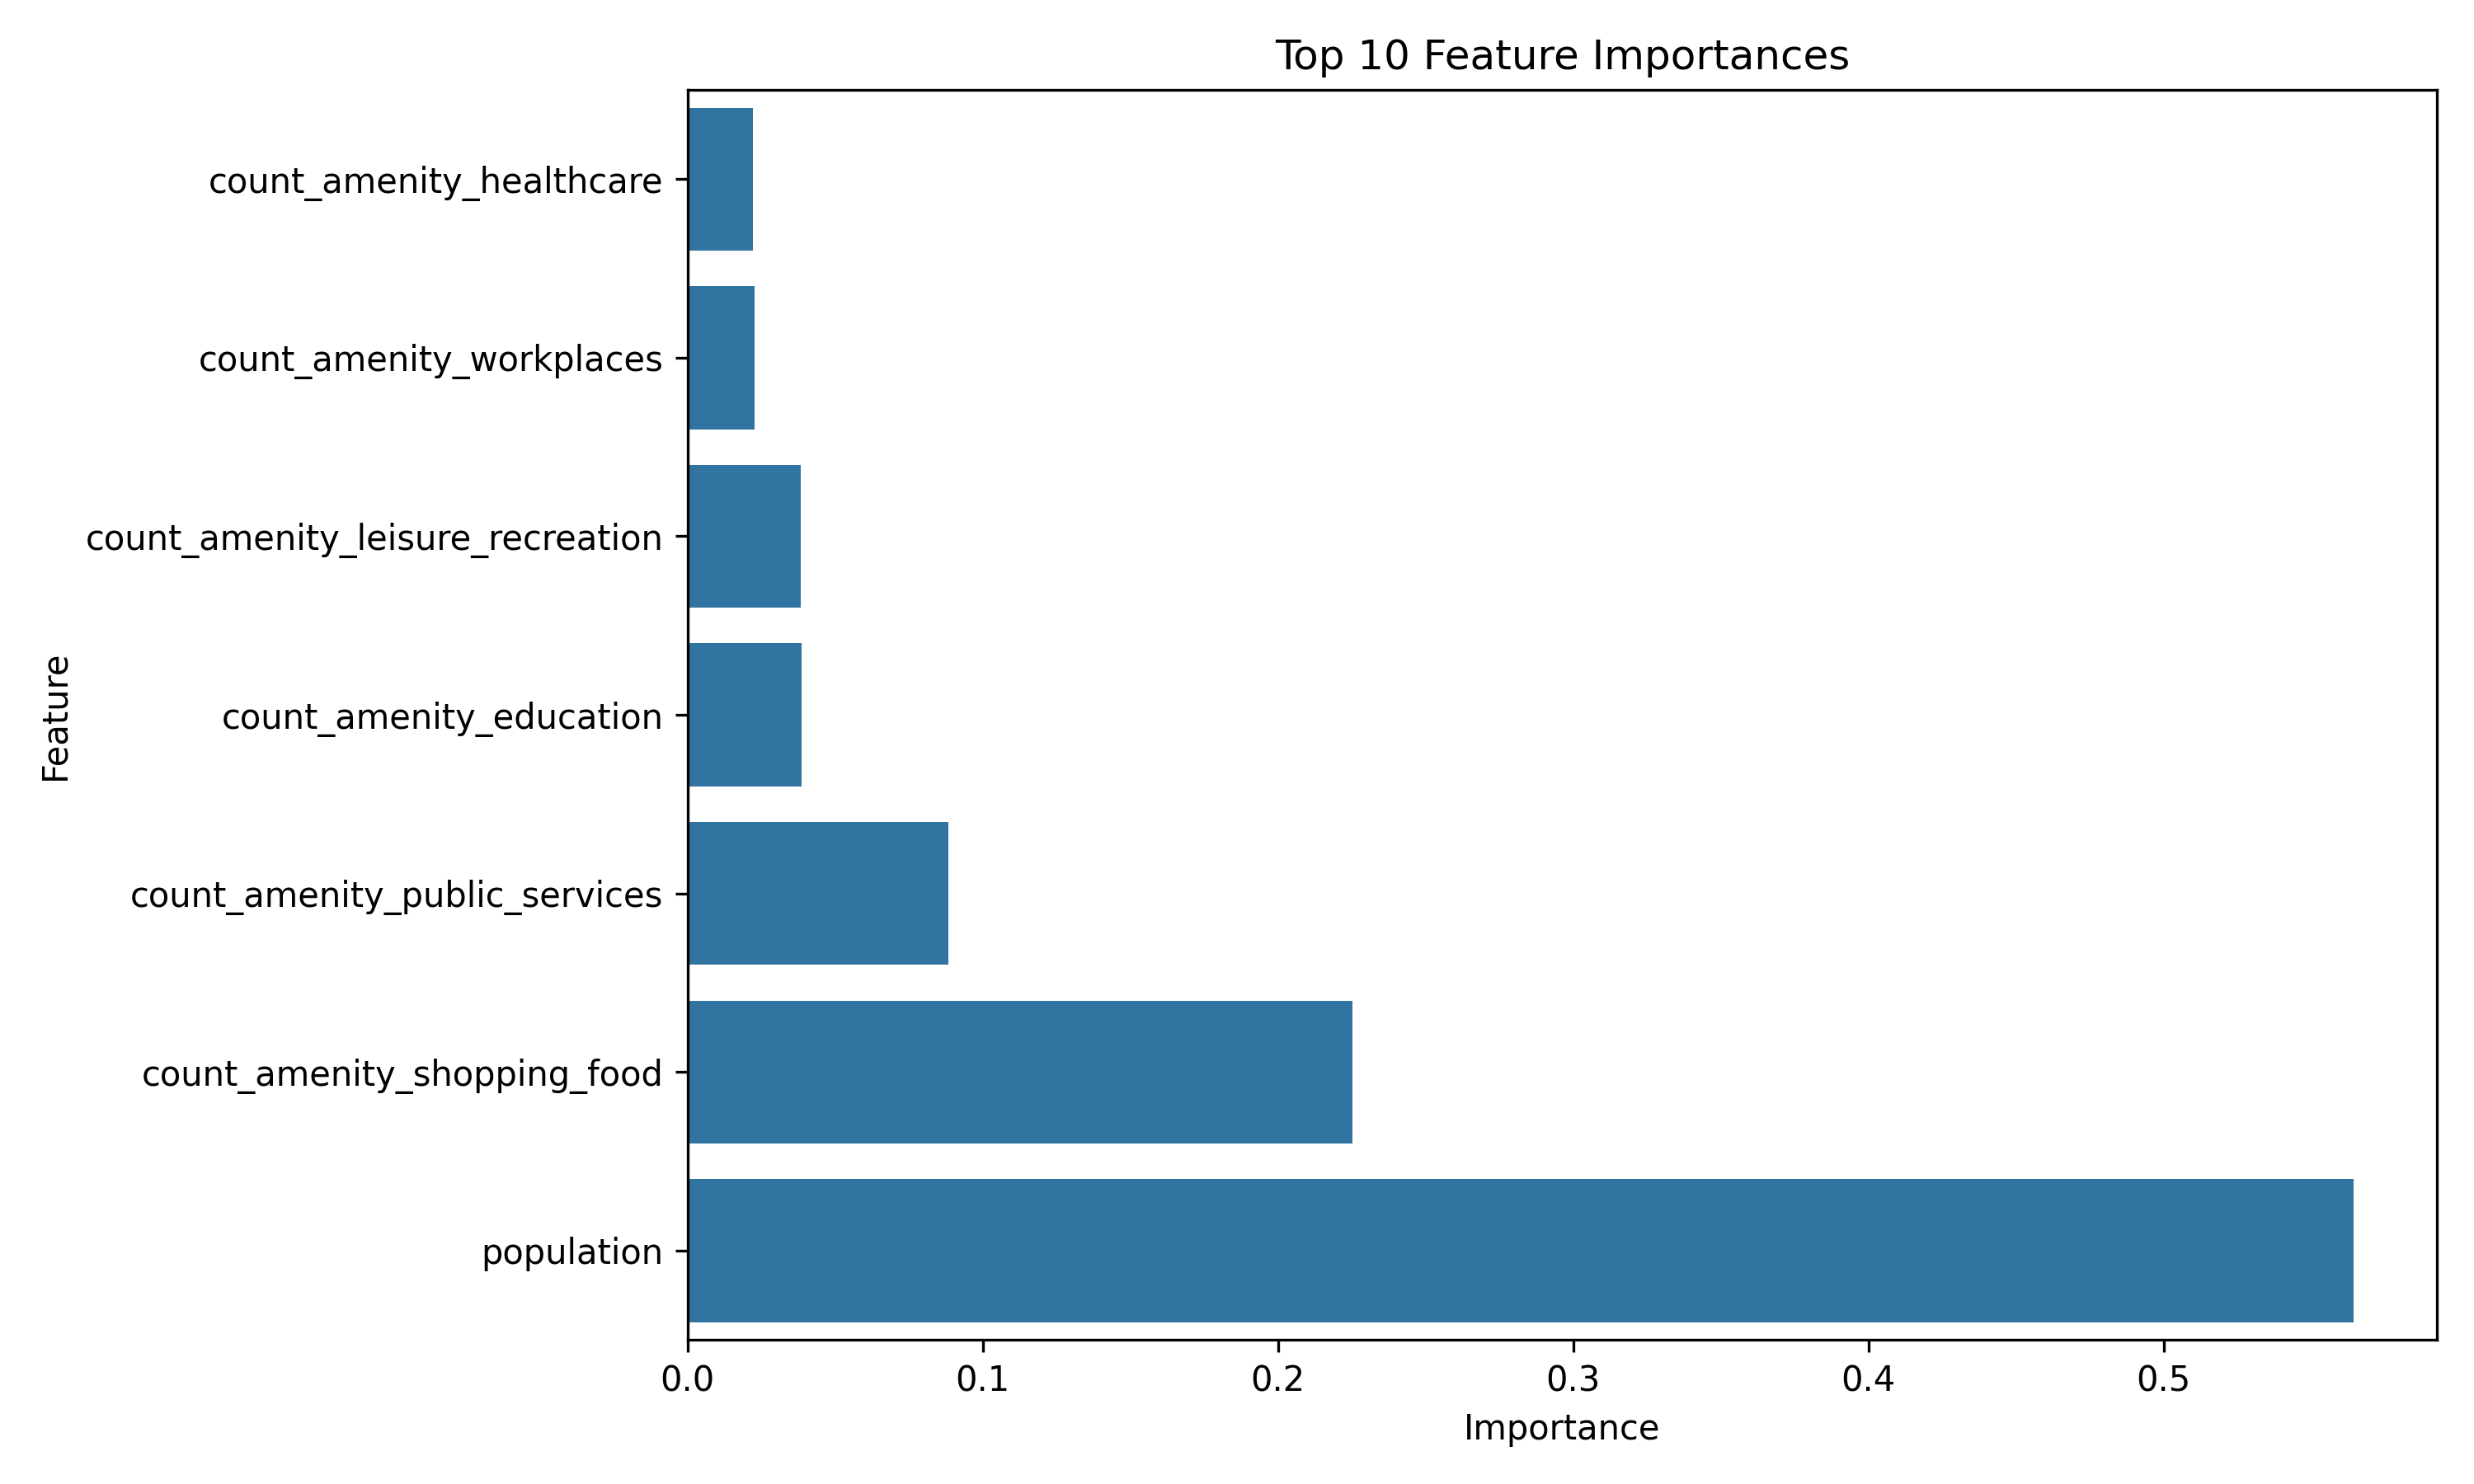 Top 10 Feature Importances
count_amenity_healthcare
count_amenity_workplaces
count_amenity_leisure_recreation
count_amenity_education
count_amenity_public_services
count_amenity_shopping_food
population
Feature
0.0 0.1 0.2 0.3 0.4 0.5
Importance